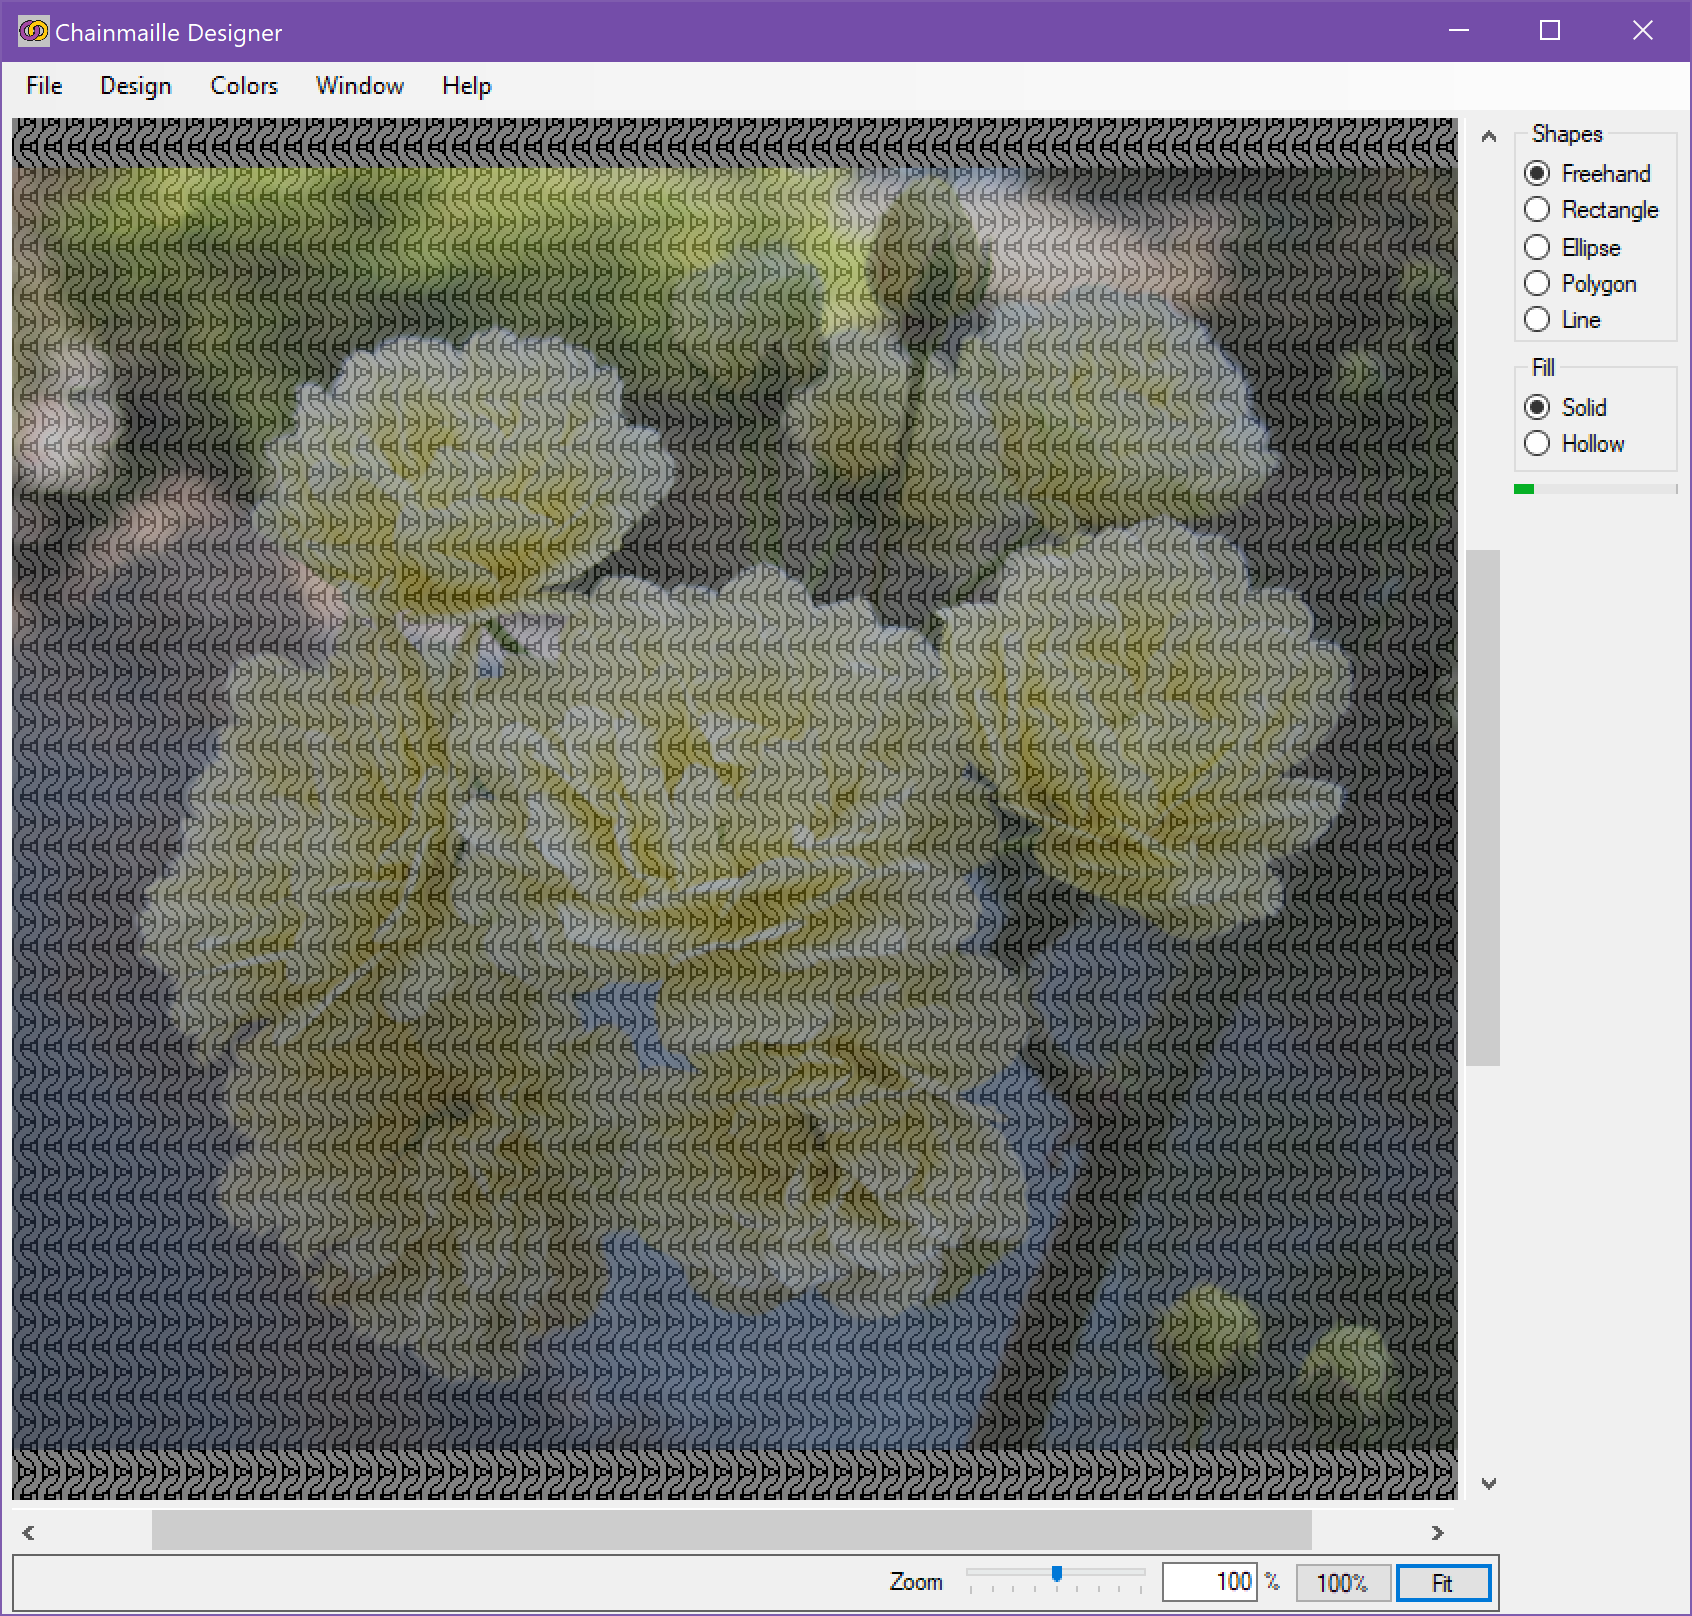 Chainmaille Designer
File Design Colors Window Help
Shapes
Freehand
Rectangle
Ellipse
Polygon
Line
Fill
Solid
Hollow
Zoom 100 % 100% Fit